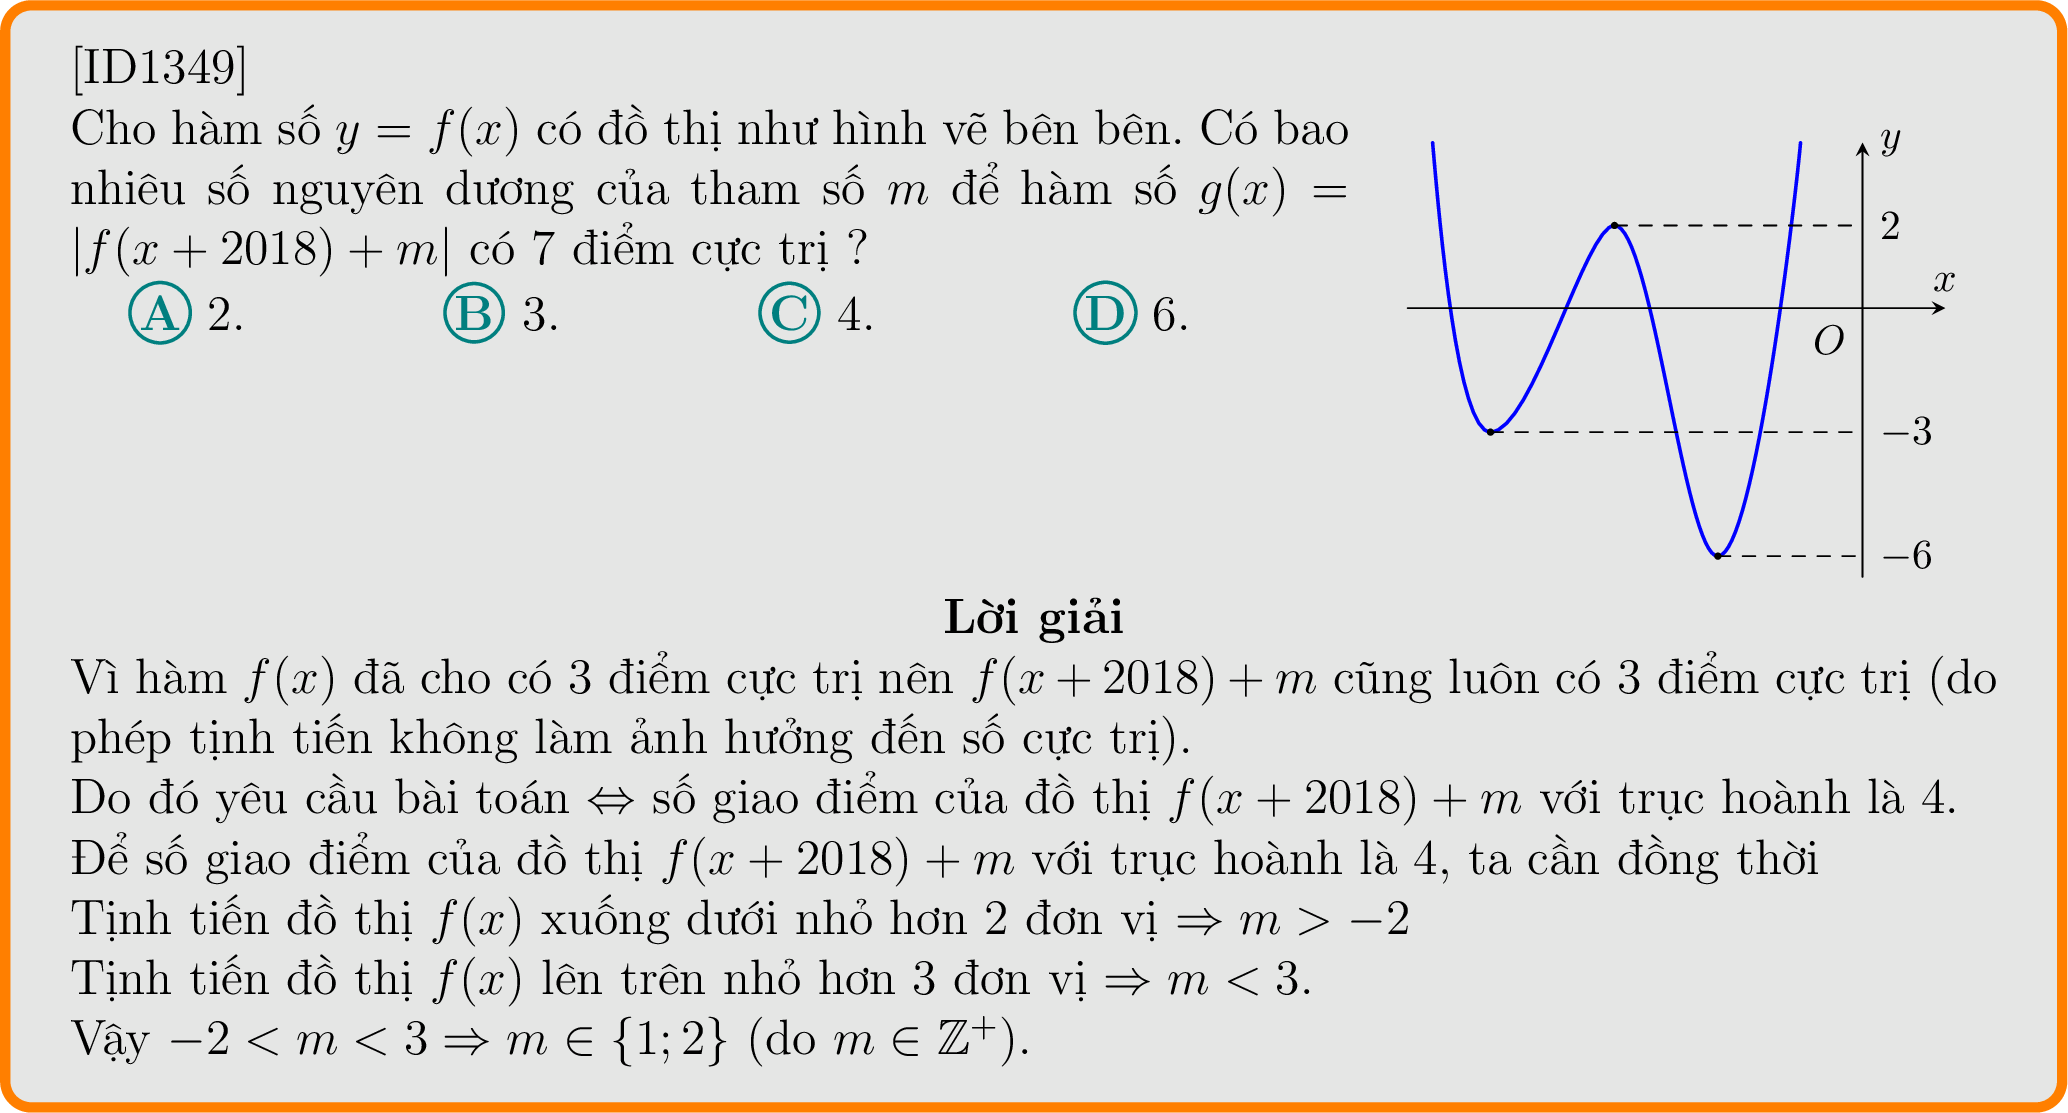 [ID1349]
Cho hàm số y = f(x) có đồ thị như hình vẽ bên bên. Có bao
nhiêu số nguyên dương của tham số m để hàm số g(x) =
|f(x + 2018) + m| có 7 điểm cực trị ?
A 2.
B 3.
C 4.
D 6.
y
2
x
O
−3
−6
Lời giải
Vì hàm f(x) đã cho có 3 điểm cực trị nên f(x + 2018) + m cũng luôn có 3 điểm cực trị (do
phép tịnh tiến không làm ảnh hưởng đến số cực trị).
Do đó yêu cầu bài toán ⇔ số giao điểm của đồ thị f(x + 2018) + m với trục hoành là 4.
Để số giao điểm của đồ thị f(x + 2018) + m với trục hoành là 4, ta cần đồng thời
Tịnh tiến đồ thị f(x) xuống dưới nhỏ hơn 2 đơn vị ⇒ m > −2
Tịnh tiến đồ thị f(x) lên trên nhỏ hơn 3 đơn vị ⇒ m < 3.
Vậy −2 < m < 3 ⇒ m ∈ {1; 2} (do m ∈ ℤ⁺).